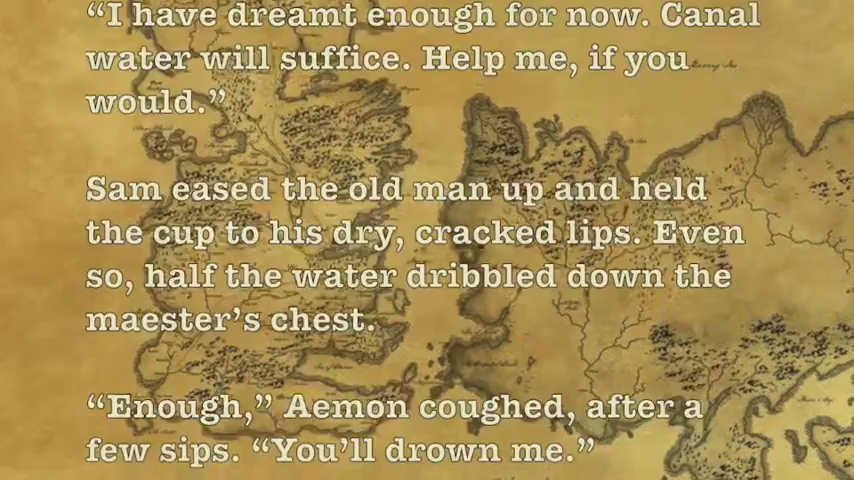 “I have dreamt enough for now. Canal
water will suffice. Help me, if you
would.”
Sam eased the old man up and held
the cup to his dry, cracked lips. Even
so, half the water dribbled down the
maester’s chest.
“Enough,” Aemon coughed, after a
few sips. “You’ll drown me.”